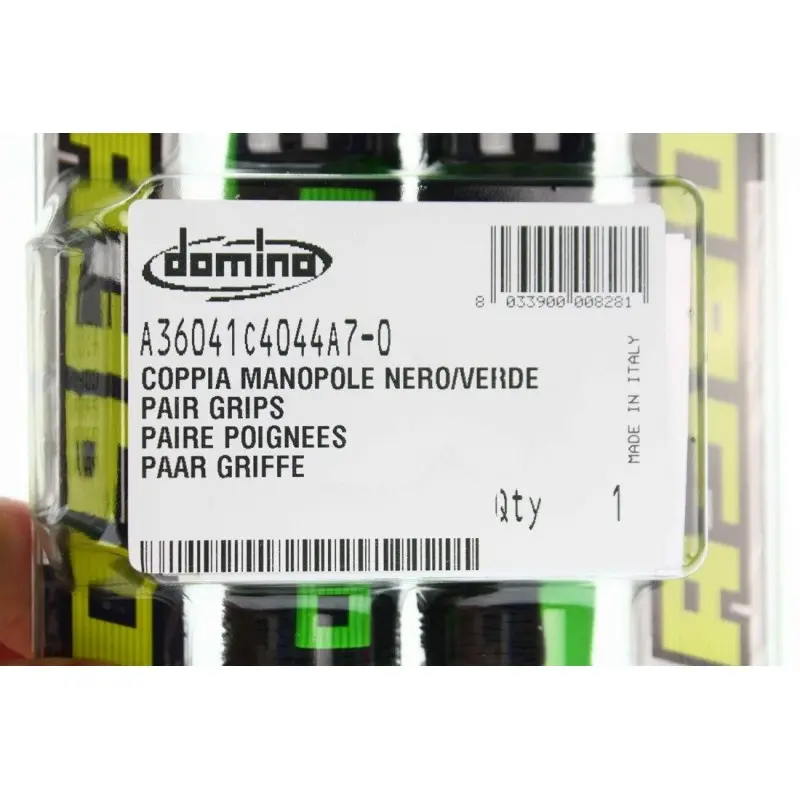 domino
8 033900 008281
A36041C4044A7-0
COPPIA MANOPOLE NERO/VERDE
PAIR GRIPS
PAIRE POIGNEES
PAAR GRIFFE
MADE IN ITALY
Qty 1